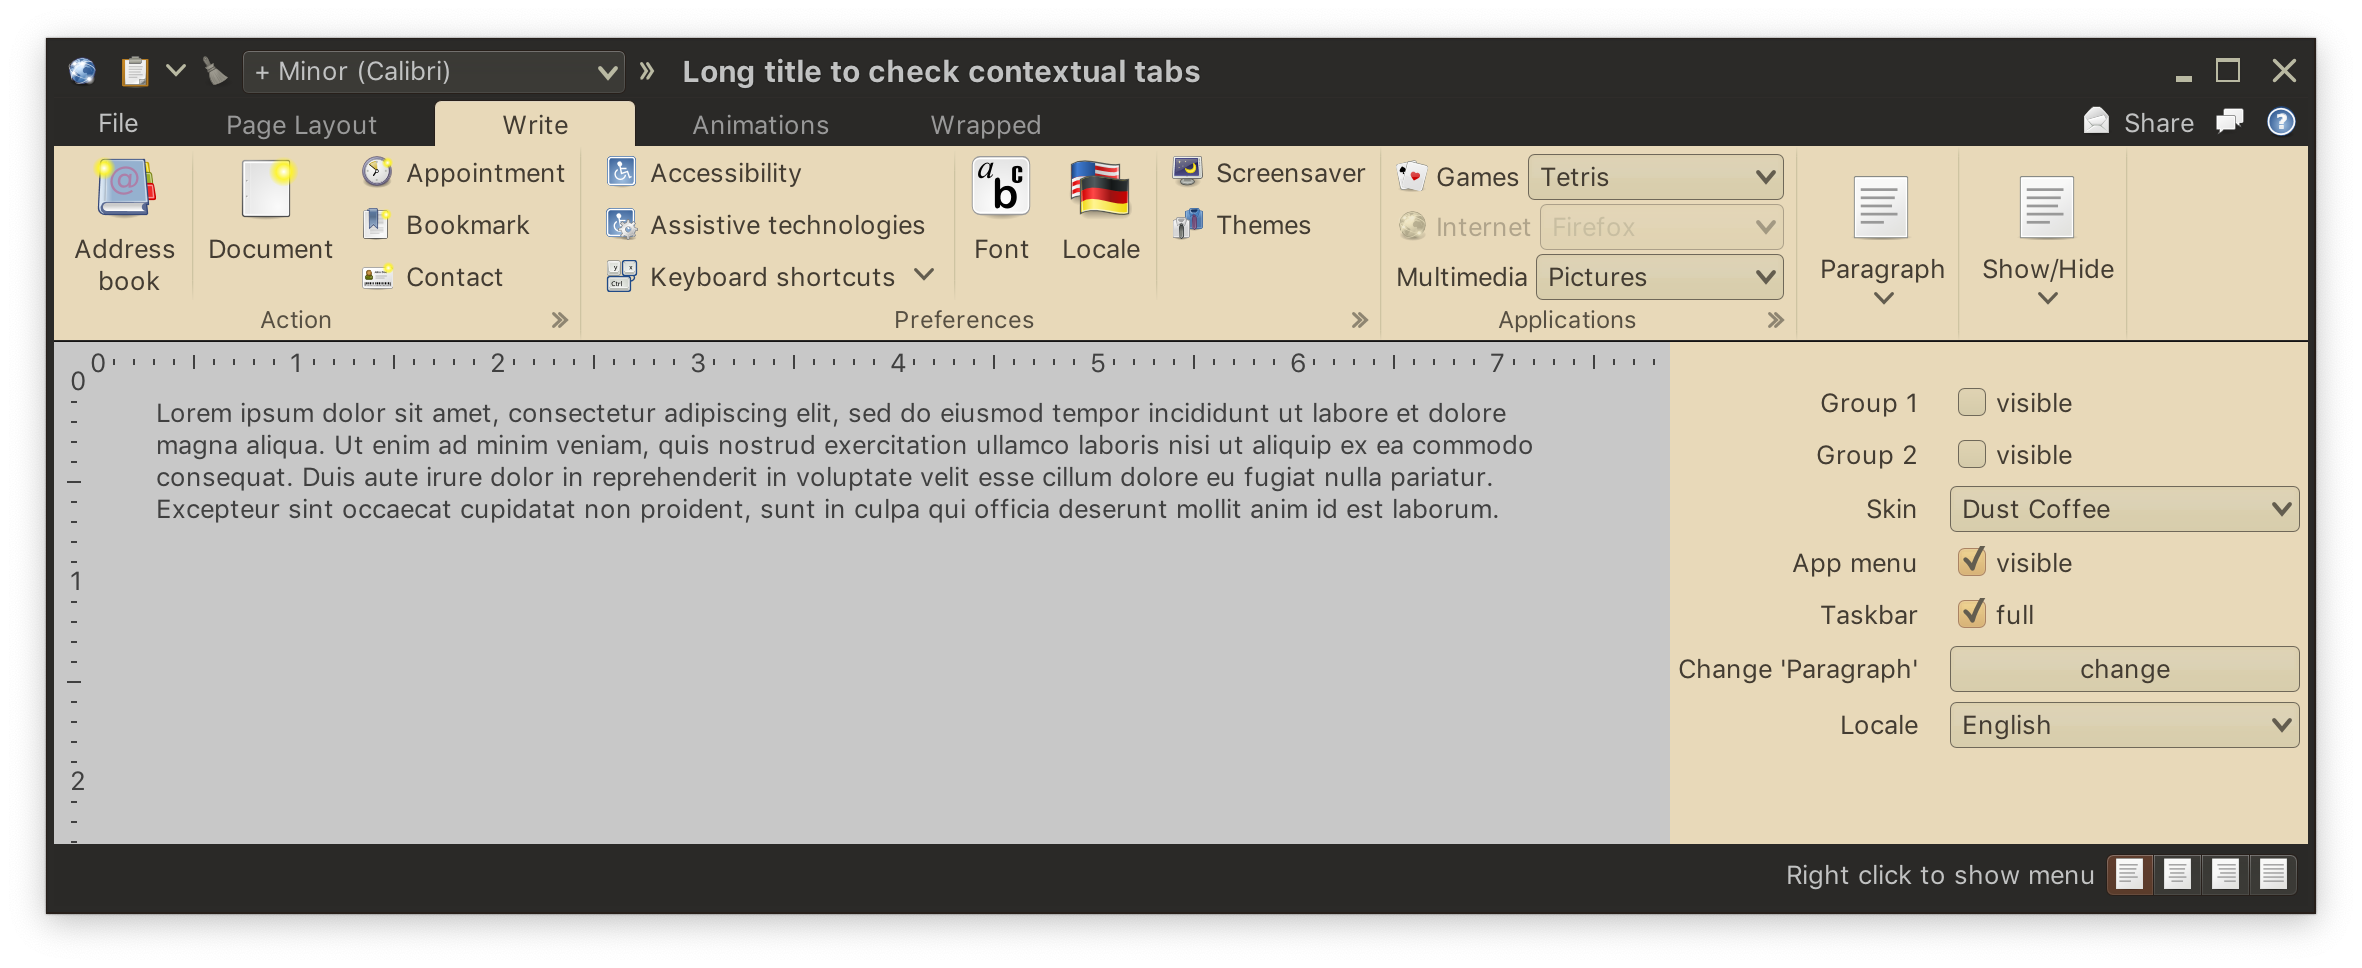 + Minor (Calibri)
Long title to check contextual tabs
File
Page Layout
Write
Animations
Wrapped
Share
Address
book
Document
Appointment
Bookmark
Contact
Action
Accessibility
Assistive technologies
Keyboard shortcuts
Font
Locale
Screensaver
Themes
Preferences
Games
Tetris
Internet
Firefox
Multimedia
Pictures
Applications
Paragraph
Show/Hide
0 1 2 3 4 5 6 7
0
1
2
Lorem ipsum dolor sit amet, consectetur adipiscing elit, sed do eiusmod tempor incididunt ut labore et dolore
magna aliqua. Ut enim ad minim veniam, quis nostrud exercitation ullamco laboris nisi ut aliquip ex ea commodo
consequat. Duis aute irure dolor in reprehenderit in voluptate velit esse cillum dolore eu fugiat nulla pariatur.
Excepteur sint occaecat cupidatat non proident, sunt in culpa qui officia deserunt mollit anim id est laborum.
Group 1 visible
Group 2 visible
Skin Dust Coffee
App menu visible
Taskbar full
Change 'Paragraph' change
Locale English
Right click to show menu